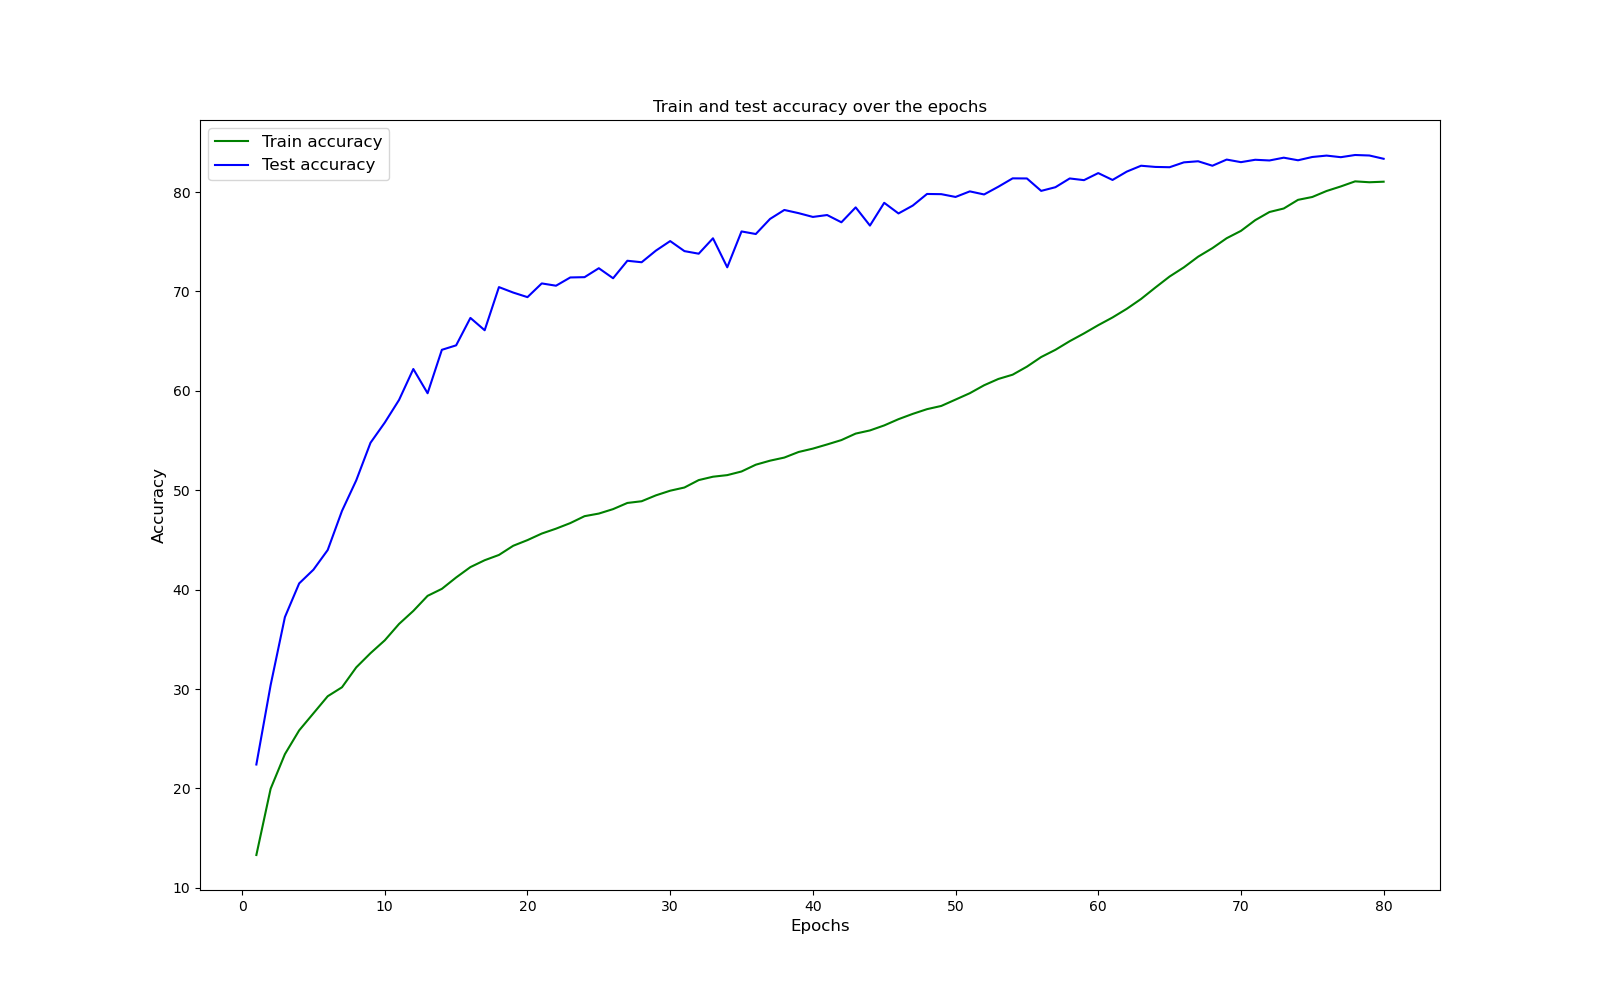 Train and test accuracy over the epochs
Train accuracy
Test accuracy
80
70
60
50
40
30
20
10
Accuracy
0 10 20 30 40 50 60 70 80
Epochs